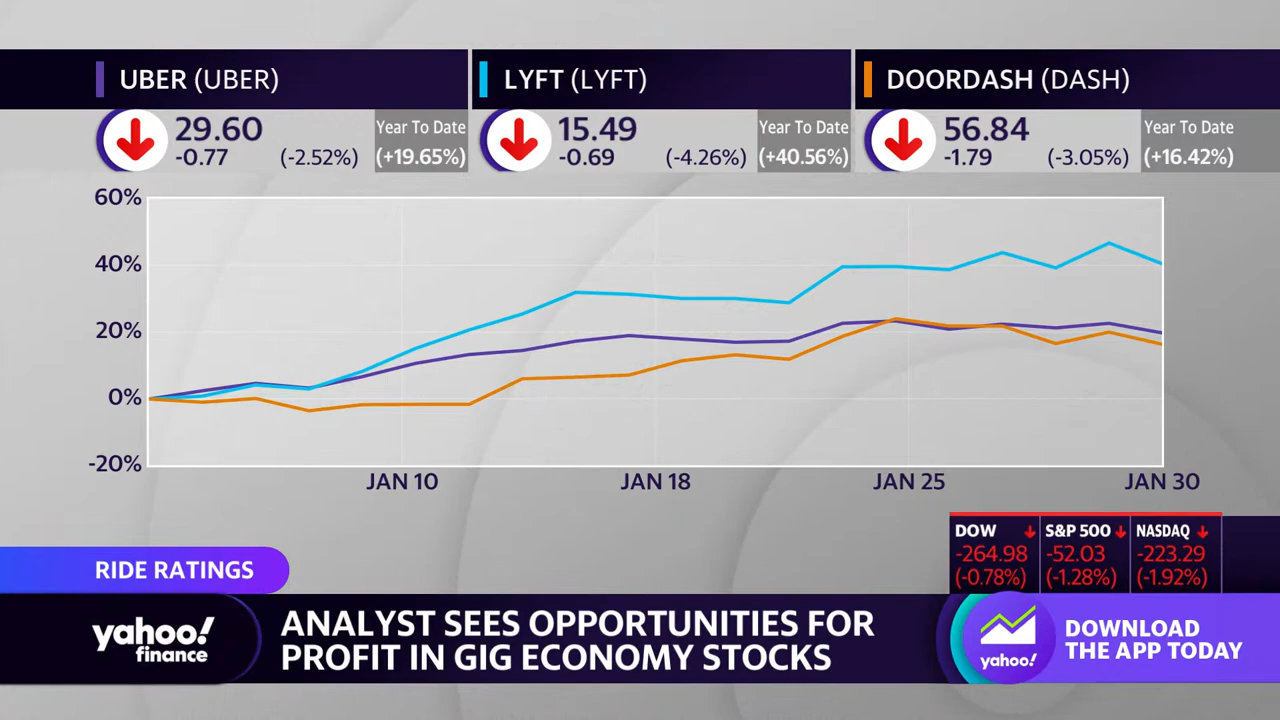 UBER (UBER)
29.60
-0.77 (-2.52%)
Year To Date
(+19.65%)
LYFT (LYFT)
15.49
-0.69 (-4.26%)
Year To Date
(+40.56%)
DOORDASH (DASH)
56.84
-1.79 (-3.05%)
Year To Date
(+16.42%)
60%
40%
20%
0%
-20%
JAN 10 JAN 18 JAN 25 JAN 30
DOW
-264.98
(-0.78%)
S&P 500
-52.03
(-1.28%)
NASDAQ
-223.29
(-1.92%)
RIDE RATINGS
yahoo!
finance
ANALYST SEES OPPORTUNITIES FOR
PROFIT IN GIG ECONOMY STOCKS
yahoo!
DOWNLOAD
THE APP TODAY